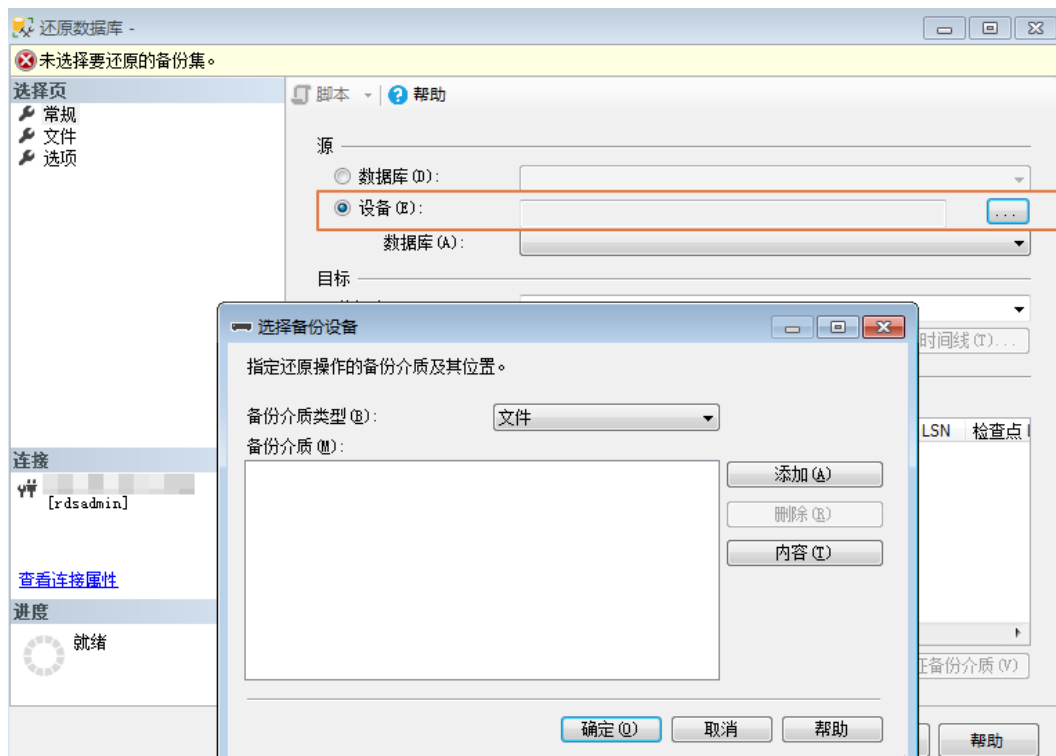 还原数据库 -
未选择要还原的备份集。
选择页
常规
文件
选项
脚本 帮助
源
数据库(D):
设备(E):
...
数据库(A):
目标
时间线(T)...
LSN 检查点
选择备份设备
指定还原操作的备份介质及其位置。
备份介质类型(B):
文件
备份介质(M):
添加(A)
删除(R)
内容(T)
确定(O)
取消
帮助
连接
[rdsadmin]
查看连接属性
进度
就绪
备份介质(V)
帮助